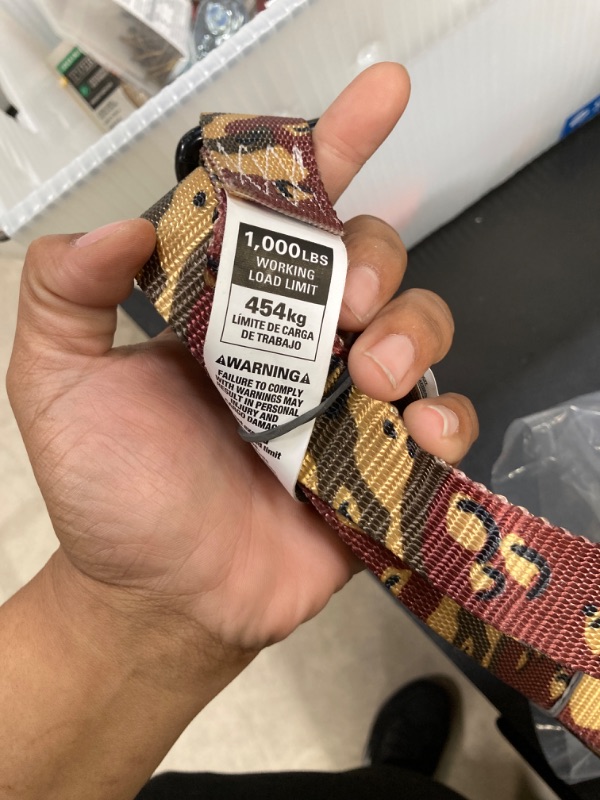 1,000LBS
WORKING
LOAD LIMIT
454kg
LÍMITE DE CARGA
DE TRABAJO
⚠WARNING⚠
FAILURE TO COMPLY
WITH WARNINGS MAY
RESULT IN PERSONAL
INJURY AND
limit